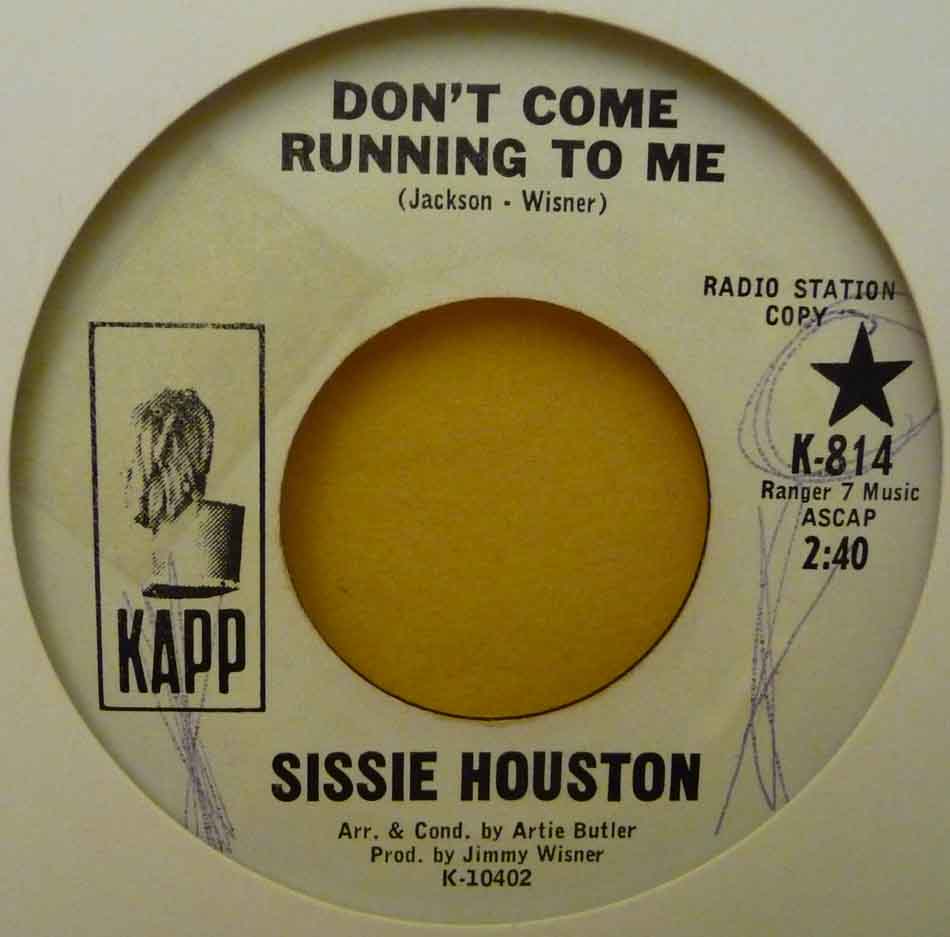 DON'T COME
RUNNING TO ME
(Jackson - Wisner)
RADIO STATION
COPY
K-814
Ranger 7 Music
ASCAP
2:40
KAPP
SISSIE HOUSTON
Arr. & Cond. by Artie Butler
Prod. by Jimmy Wisner
K-10402